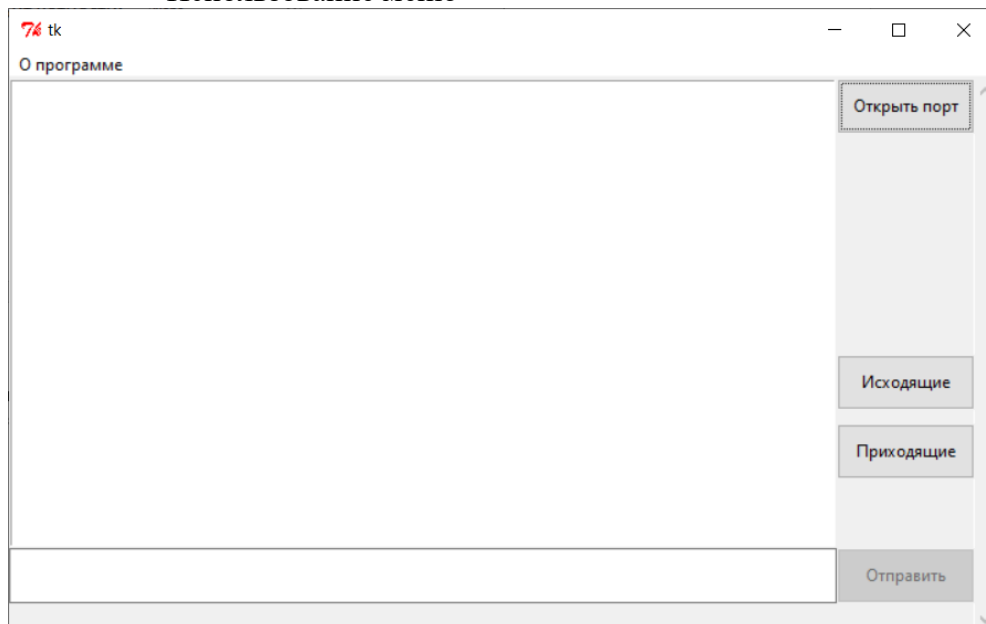 tk
О программе
Открыть порт
Исходящие
Приходящие
Отправить